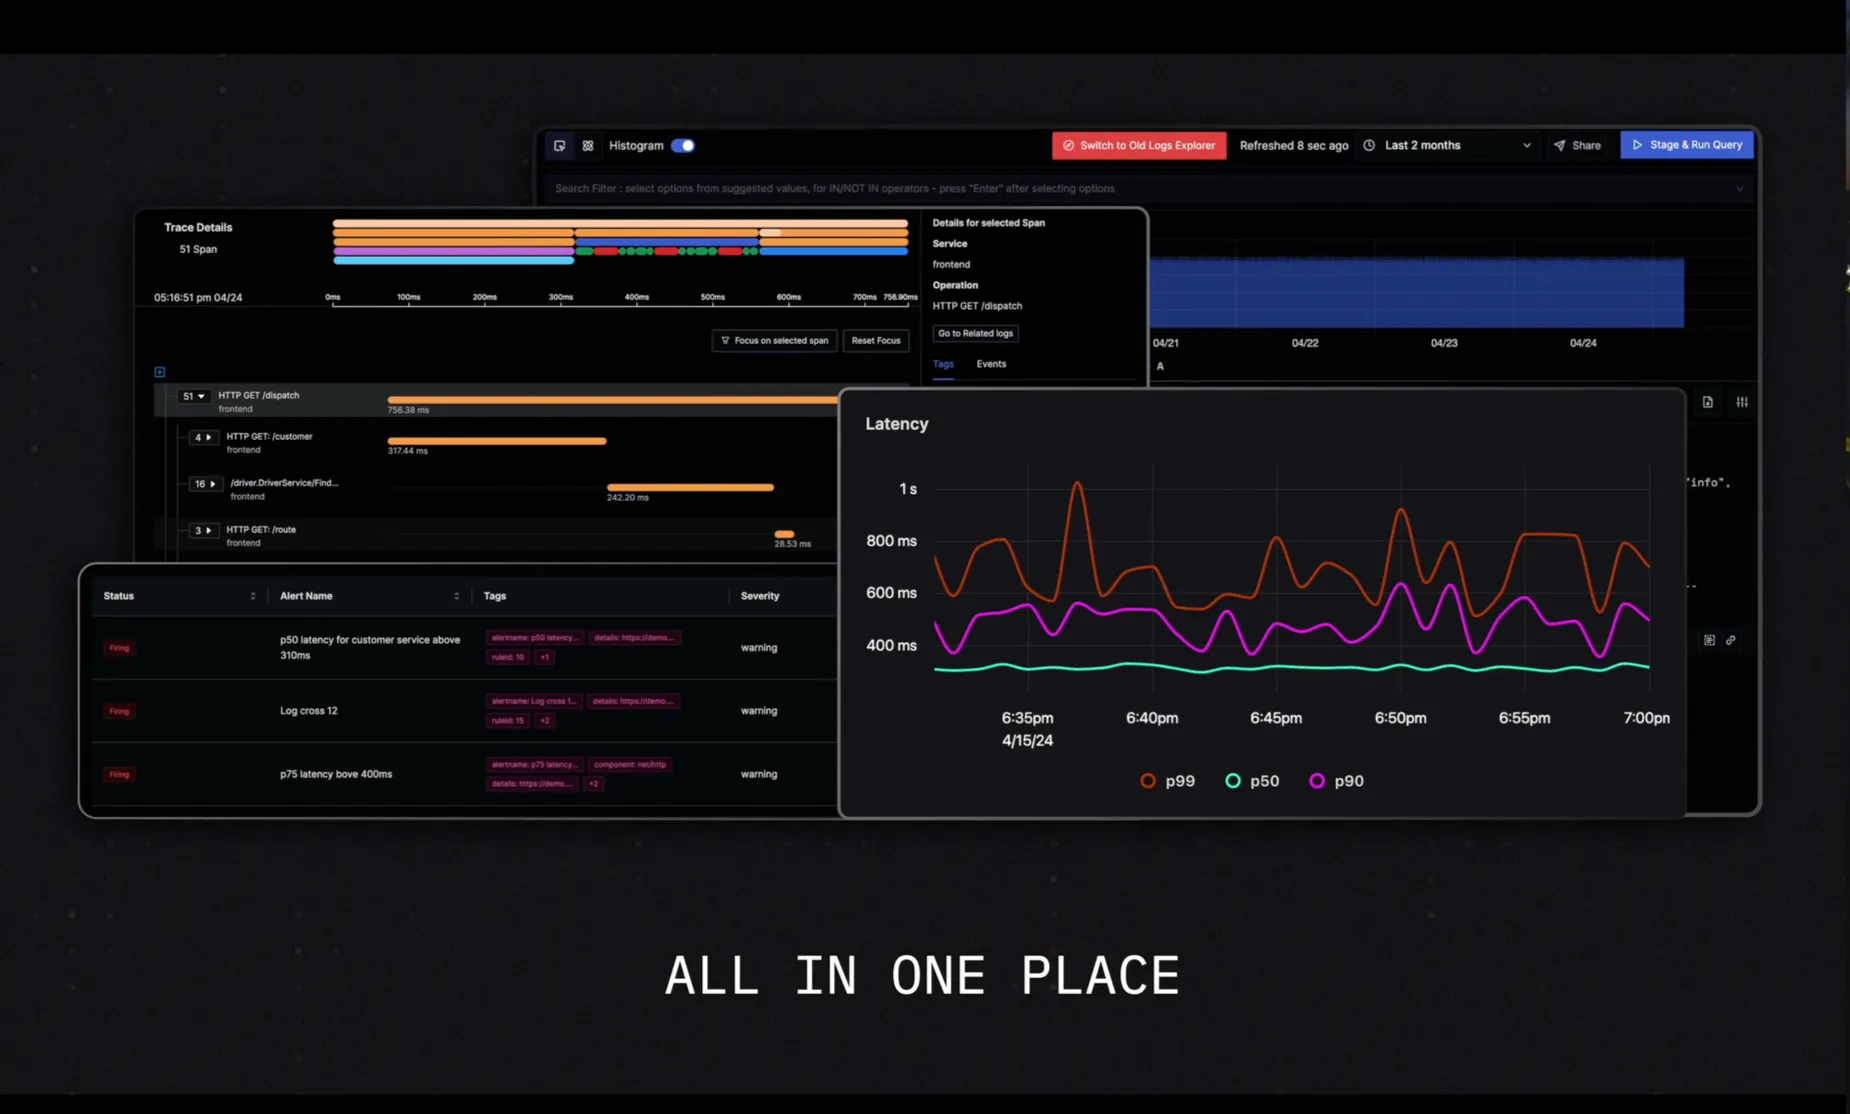 Histogram
Switch to Old Logs Explorer
Refreshed 8 sec ago
Last 2 months
Share
Stage & Run Query
Search Filter : select options from suggested values, for IN/NOT IN operators - press "Enter" after selecting options
Trace Details
51 Span
05:16:51 pm 04/24
0ms 100ms 200ms 300ms 400ms 500ms 600ms 700ms 756.90ms
Focus on selected span
Reset Focus
Details for selected Span
Service
frontend
Operation
HTTP GET /dispatch
Go to Related logs
Tags Events
04/21 04/22 04/23 04/24
A
51 HTTP GET /dispatch
frontend
756.38 ms
4 HTTP GET: /customer
frontend
317.44 ms
16 /driver.DriverService/Find...
frontend
242.20 ms
3 HTTP GET: /route
frontend
28.53 ms
"info",
--
Status Alert Name Tags Severity
Firing
p50 latency for customer service above
310ms
alertname: p50 latency... details: https://demo....
ruleId: 10 +1
warning
Firing
Log cross 12
alertname: Log cross 1... details: https://demo....
ruleId: 15 +2
warning
Firing
p75 latency bove 400ms
alertname: p75 latency... component: net/http
details: https://demo.... +2
warning
Latency
1 s
800 ms
600 ms
400 ms
6:35pm 6:40pm 6:45pm 6:50pm 6:55pm 7:00pn
4/15/24
p99 p50 p90
ALL IN ONE PLACE